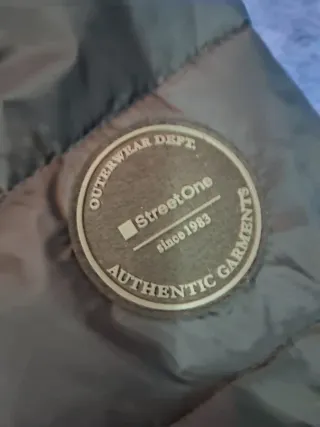 OUTERWEAR DEPT.
StreetOne
since 1983
AUTHENTIC GARMENTS